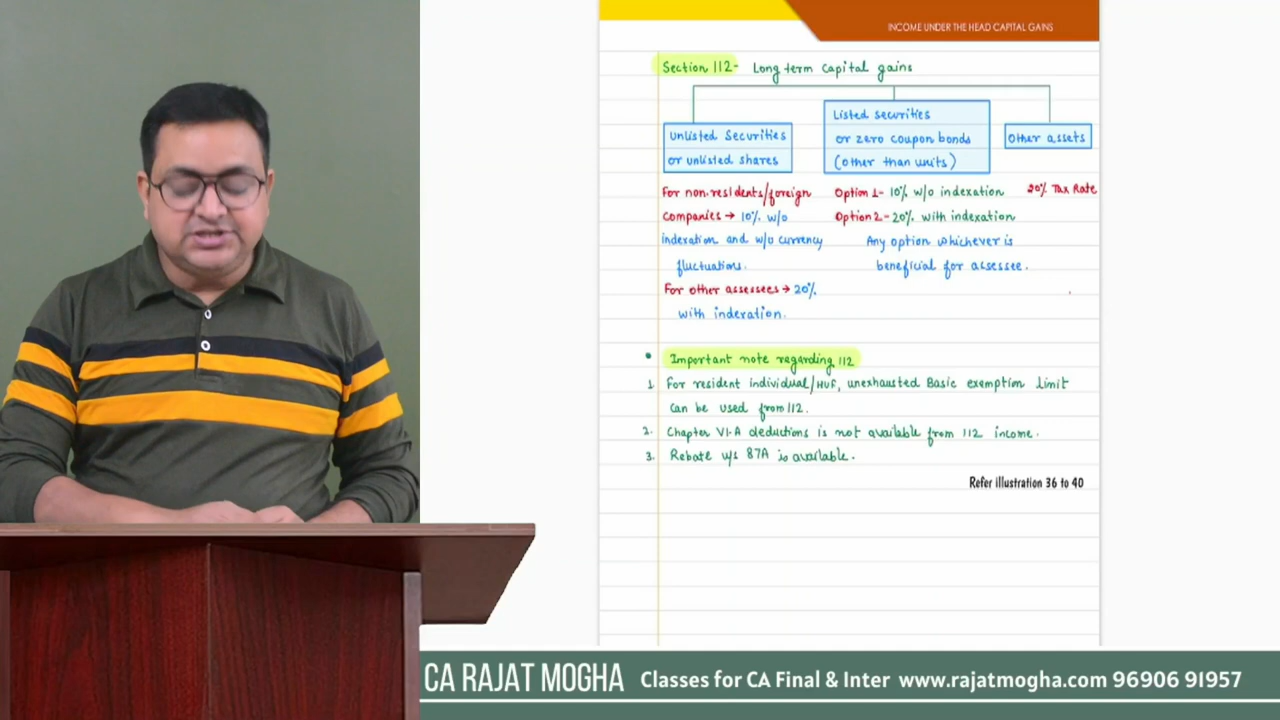 INCOME UNDER THE HEAD CAPITAL GAINS
Section 112- Long term Capital gains
Unlisted Securities
or unlisted shares
Listed securities
or zero coupon bonds
(other than units)
Other assets
For non-residents/foreign
Companies → 10% w/o
indexation and w/o currency
fluctuations.
For other assessees → 20%
with indexation.
Option 1- 10% w/o indexation
Option 2- 20% with indexation
Any option whichever is
beneficial for assessee.
20% Tax Rate
• Important note regarding 112
1. For resident individual/HUF, unexhausted Basic exemption limit
can be used from 112.
2. Chapter VI-A deductions is not available from 112 income.
3. Rebate u/s 87A is available.
Refer illustration 36 to 40
CA RAJAT MOGHA Classes for CA Final & Inter www.rajatmogha.com 96906 91957